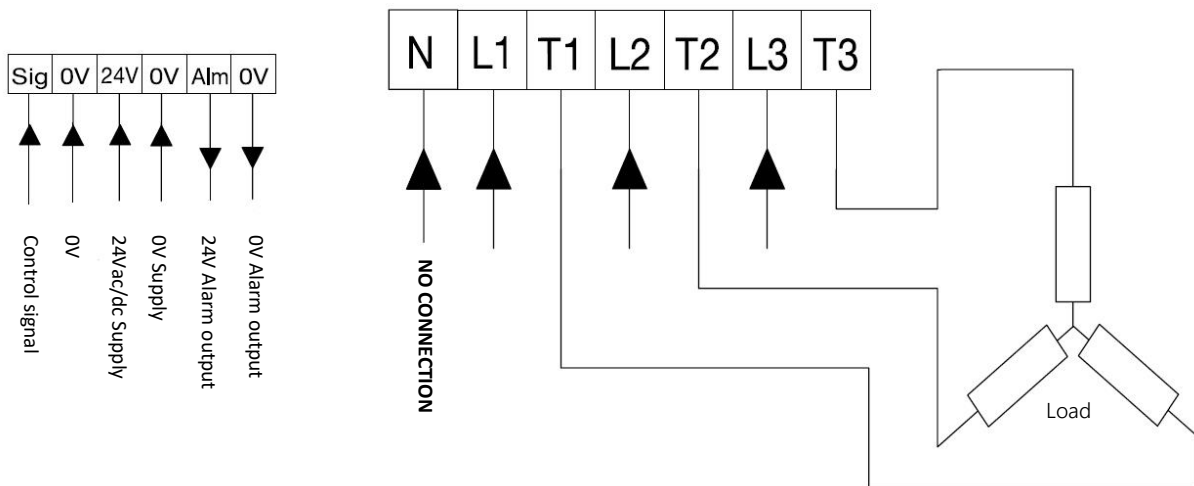 Sig 0V 24V 0V Alm 0V
Control signal
0V
24Vac/dc Supply
0V Supply
24V Alarm output
0V Alarm output
N L1 T1 L2 T2 L3 T3
NO CONNECTION
Load